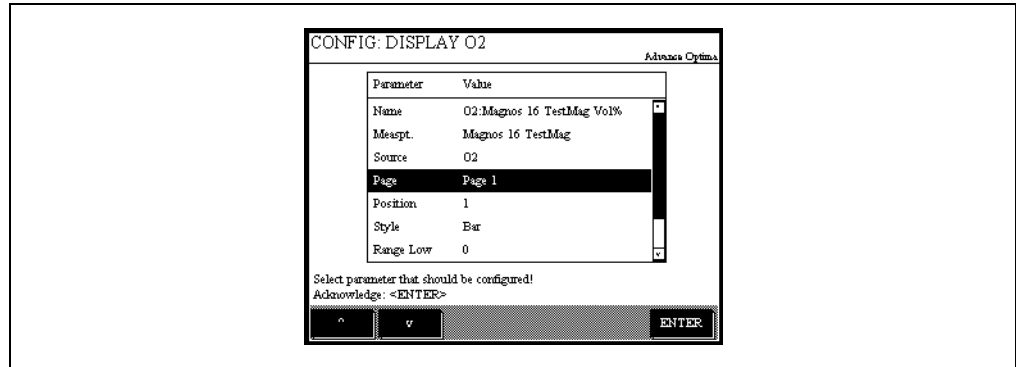 CONFIG: DISPLAY O2
Advance Optima
Parameter Value
Name O2:Magnos 16 TestMag Vol%
Measpt. Magnos 16 TestMag
Source O2
Page Page 1
Position 1
Style Bar
Range Low 0
Select parameter that should be configured!
Acknowledge: <ENTER>
^ v ENTER